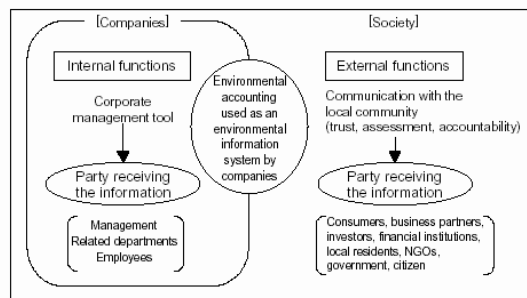 [Companies]
Internal functions
Corporate
management tool
Party receiving
the information
Management
Related departments
Employees
Environmental
accounting
used as an
environmental
information
system by
companies
[Society]
External functions
Communication with the
local community
(trust, assessment, accountability)
Party receiving
the information
Consumers, business partners,
investors, financial institutions,
local residents, NGOs,
government, citizen